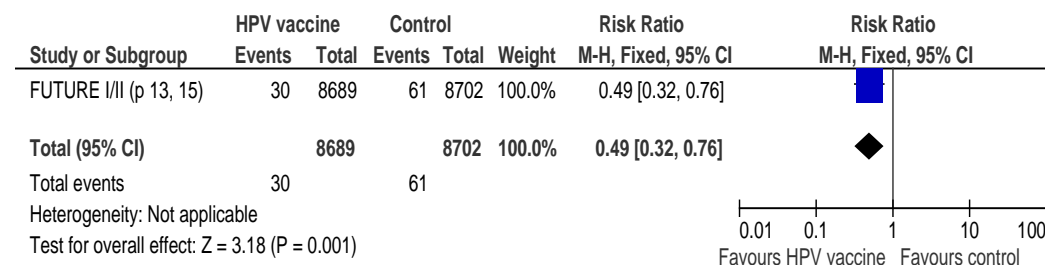 HPV vaccine Control Risk Ratio Risk Ratio
Study or Subgroup Events Total Events Total Weight M-H, Fixed, 95% CI M-H, Fixed, 95% CI
FUTURE I/II (p 13, 15) 30 8689 61 8702 100.0% 0.49 [0.32, 0.76]
Total (95% CI) 8689 8702 100.0% 0.49 [0.32, 0.76]
Total events 30 61
Heterogeneity: Not applicable
Test for overall effect: Z = 3.18 (P = 0.001)
0.01 0.1 1 10 100
Favours HPV vaccine Favours control